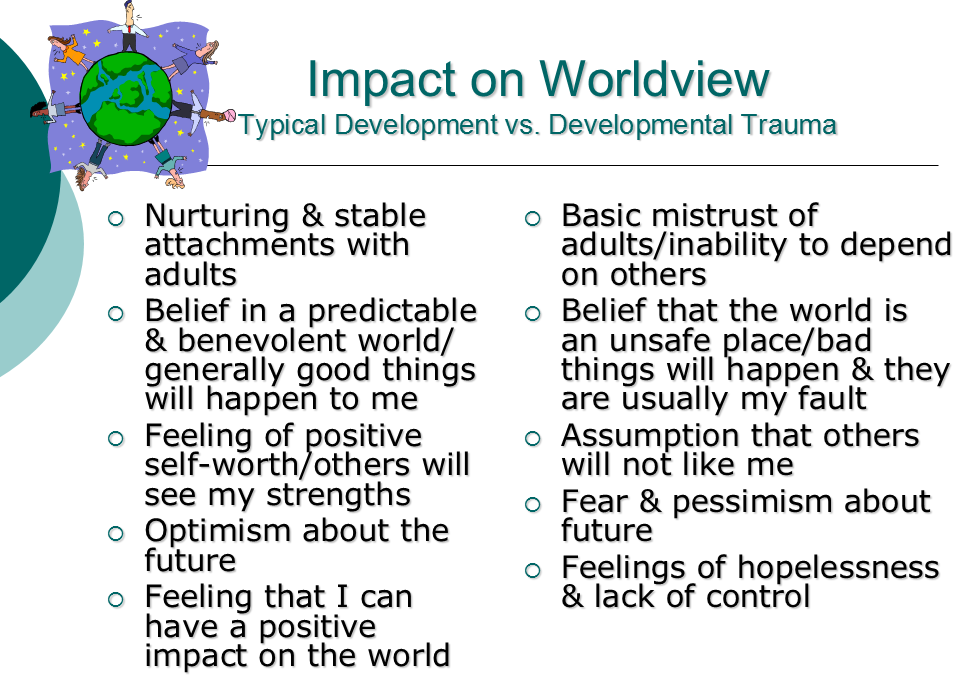 Impact on Worldview
Typical Development vs. Developmental Trauma
Nurturing & stable
attachments with
adults
Belief in a predictable
& benevolent world/
generally good things
will happen to me
Feeling of positive
self-worth/others will
see my strengths
Optimism about the
future
Feeling that I can
have a positive
impact on the world
Basic mistrust of
adults/inability to depend
on others
Belief that the world is
an unsafe place/bad
things will happen & they
are usually my fault
Assumption that others
will not like me
Fear & pessimism about
future
Feelings of hopelessness
& lack of control